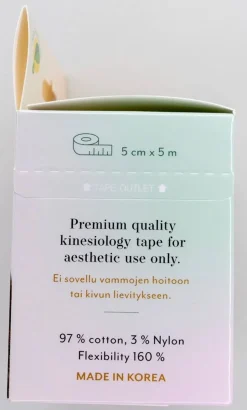 5 cm x 5 m
TAPE OUTLET
Premium quality
kinesiology tape for
aesthetic use only.
Ei sovellu vammojen hoitoon
tai kivun lievitykseen.
97 % cotton, 3 % Nylon
Flexibility 160 %
MADE IN KOREA